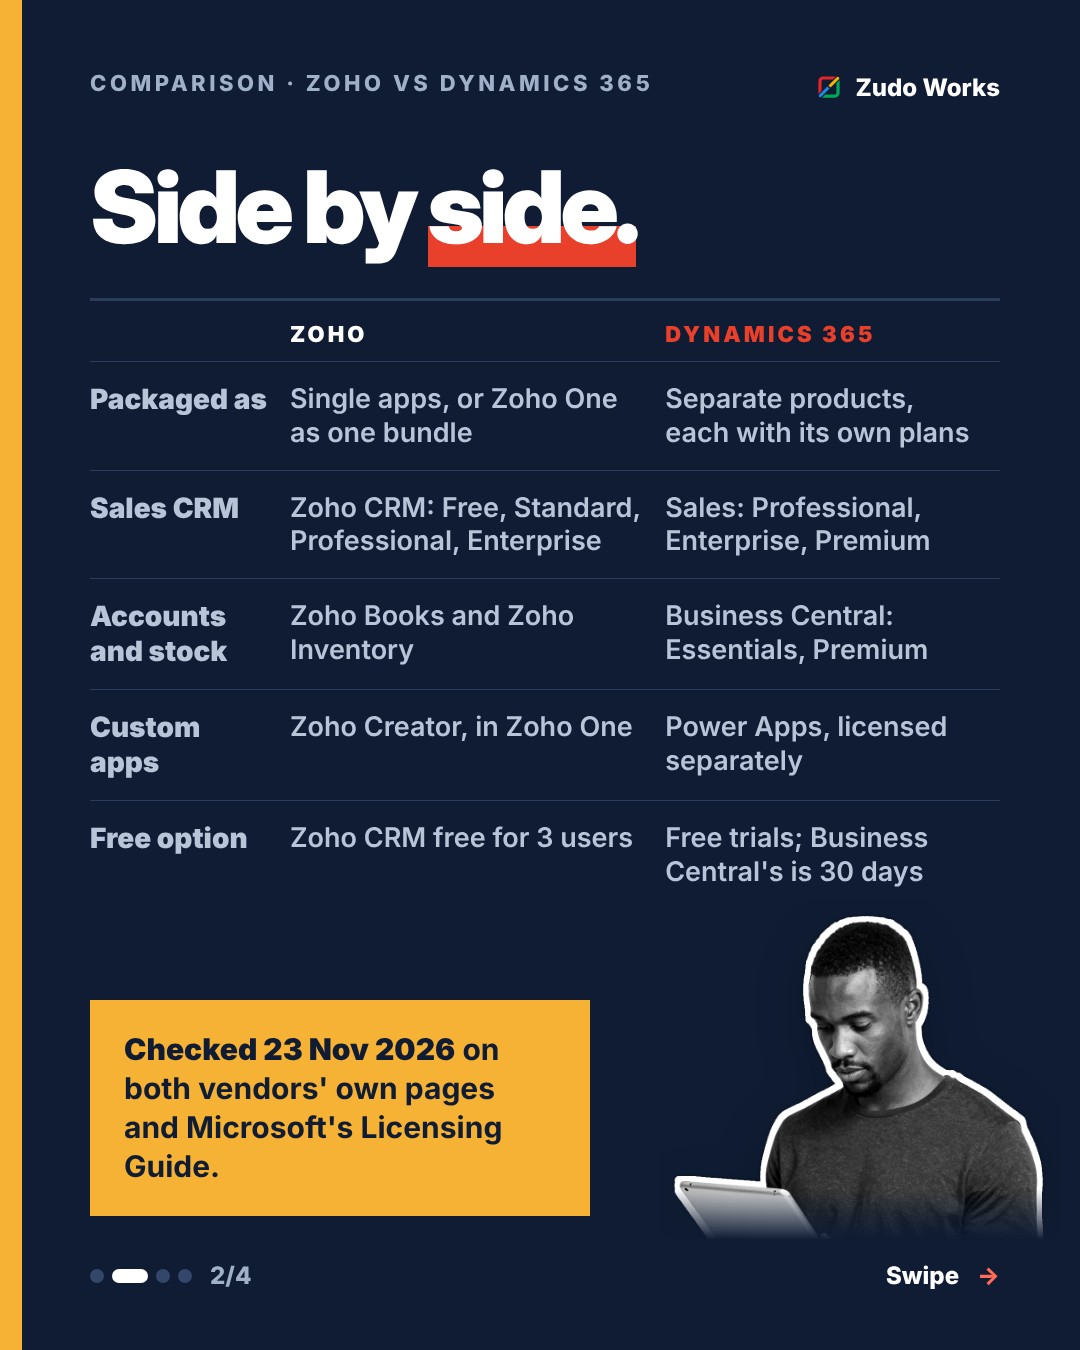 COMPARISON · ZOHO VS DYNAMICS 365
Zudo Works
Side by side.
ZOHO
DYNAMICS 365
Packaged as
Single apps, or Zoho One
as one bundle
Separate products,
each with its own plans
Sales CRM
Zoho CRM: Free, Standard,
Professional, Enterprise
Sales: Professional,
Enterprise, Premium
Accounts
and stock
Zoho Books and Zoho
Inventory
Business Central:
Essentials, Premium
Custom
apps
Zoho Creator, in Zoho One
Power Apps, licensed
separately
Free option
Zoho CRM free for 3 users
Free trials; Business
Central's is 30 days
Checked 23 Nov 2026 on
both vendors' own pages
and Microsoft's Licensing
Guide.
2/4
Swipe →